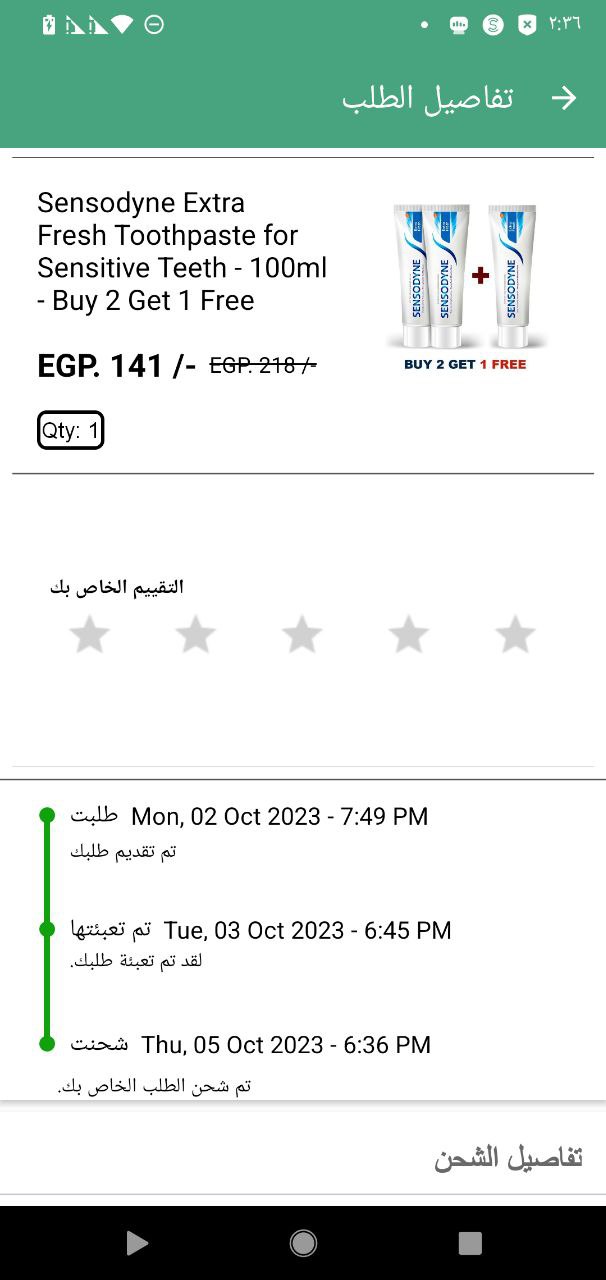 ٢:٣٦
تفاصيل الطلب
Sensodyne Extra
Fresh Toothpaste for
Sensitive Teeth - 100ml
- Buy 2 Get 1 Free
EGP. 141 /- EGP. 218 /-
Qty: 1
SENSODYNE
SENSODYNE
+
SENSODYNE
BUY 2 GET 1 FREE
التقييم الخاص بك
طلبت Mon, 02 Oct 2023 - 7:49 PM
تم تقديم طلبك
تم تعبئتها Tue, 03 Oct 2023 - 6:45 PM
لقد تم تعبئة طلبك.
شحنت Thu, 05 Oct 2023 - 6:36 PM
تم شحن الطلب الخاص بك.
تفاصيل الشحن